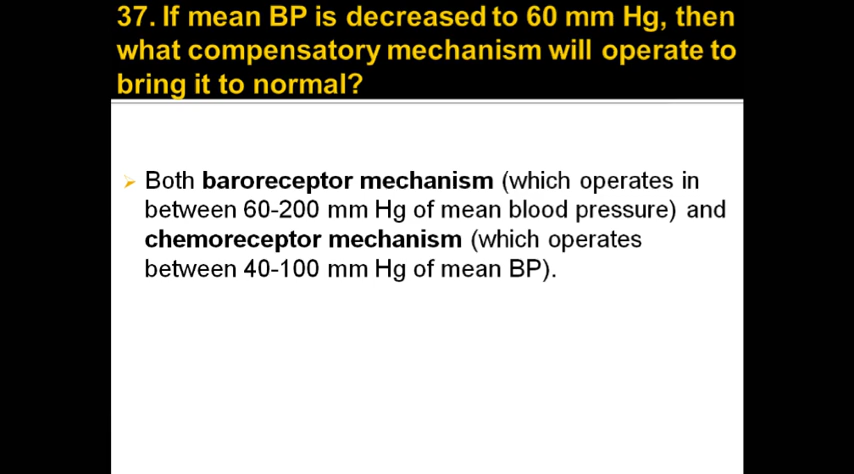 37. If mean BP is decreased to 60 mm Hg, then
what compensatory mechanism will operate to
bring it to normal?
Both baroreceptor mechanism (which operates in
between 60-200 mm Hg of mean blood pressure) and
chemoreceptor mechanism (which operates
between 40-100 mm Hg of mean BP).